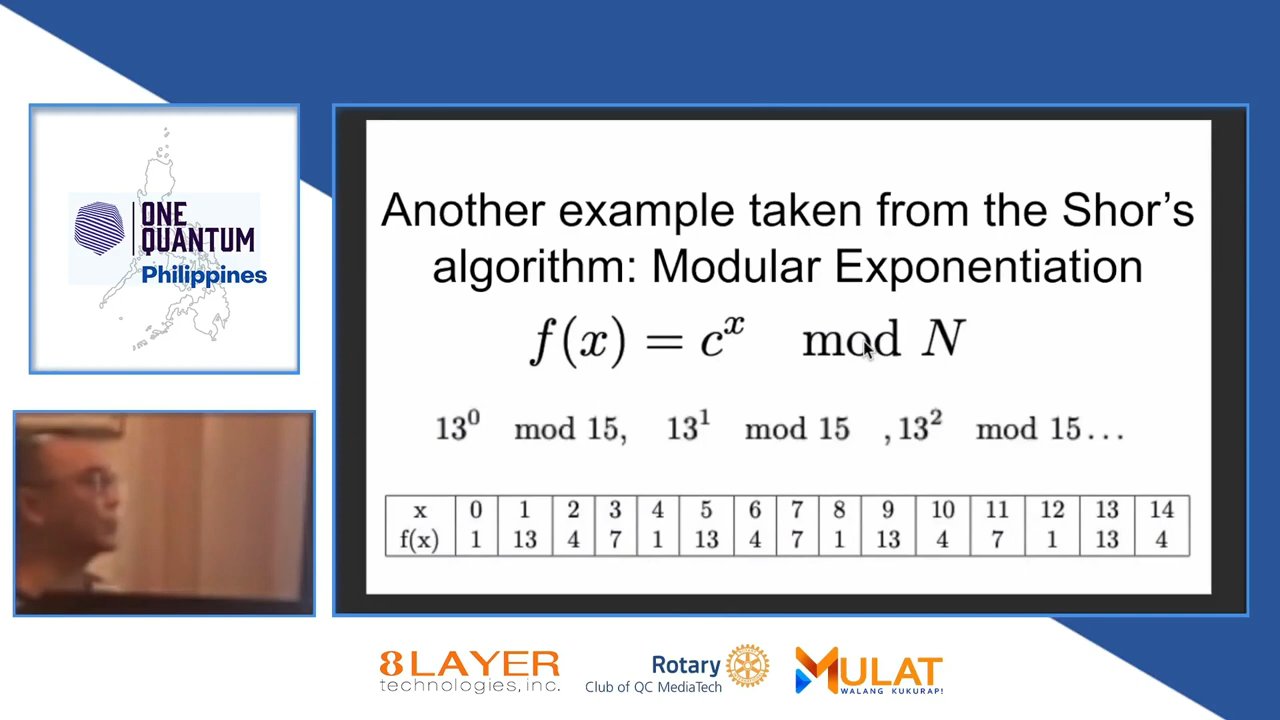 ONE
QUANTUM
Philippines
Another example taken from the Shor's
algorithm: Modular Exponentiation
f(x) = c^x mod N
13^0 mod 15, 13^1 mod 15 , 13^2 mod 15 . . .
x 0 1 2 3 4 5 6 7 8 9 10 11 12 13 14
f(x) 1 13 4 7 1 13 4 7 1 13 4 7 1 13 4
8LAYER
technologies, inc.
Rotary
Club of QC MediaTech
MULAT
WALANG KUKURAP!